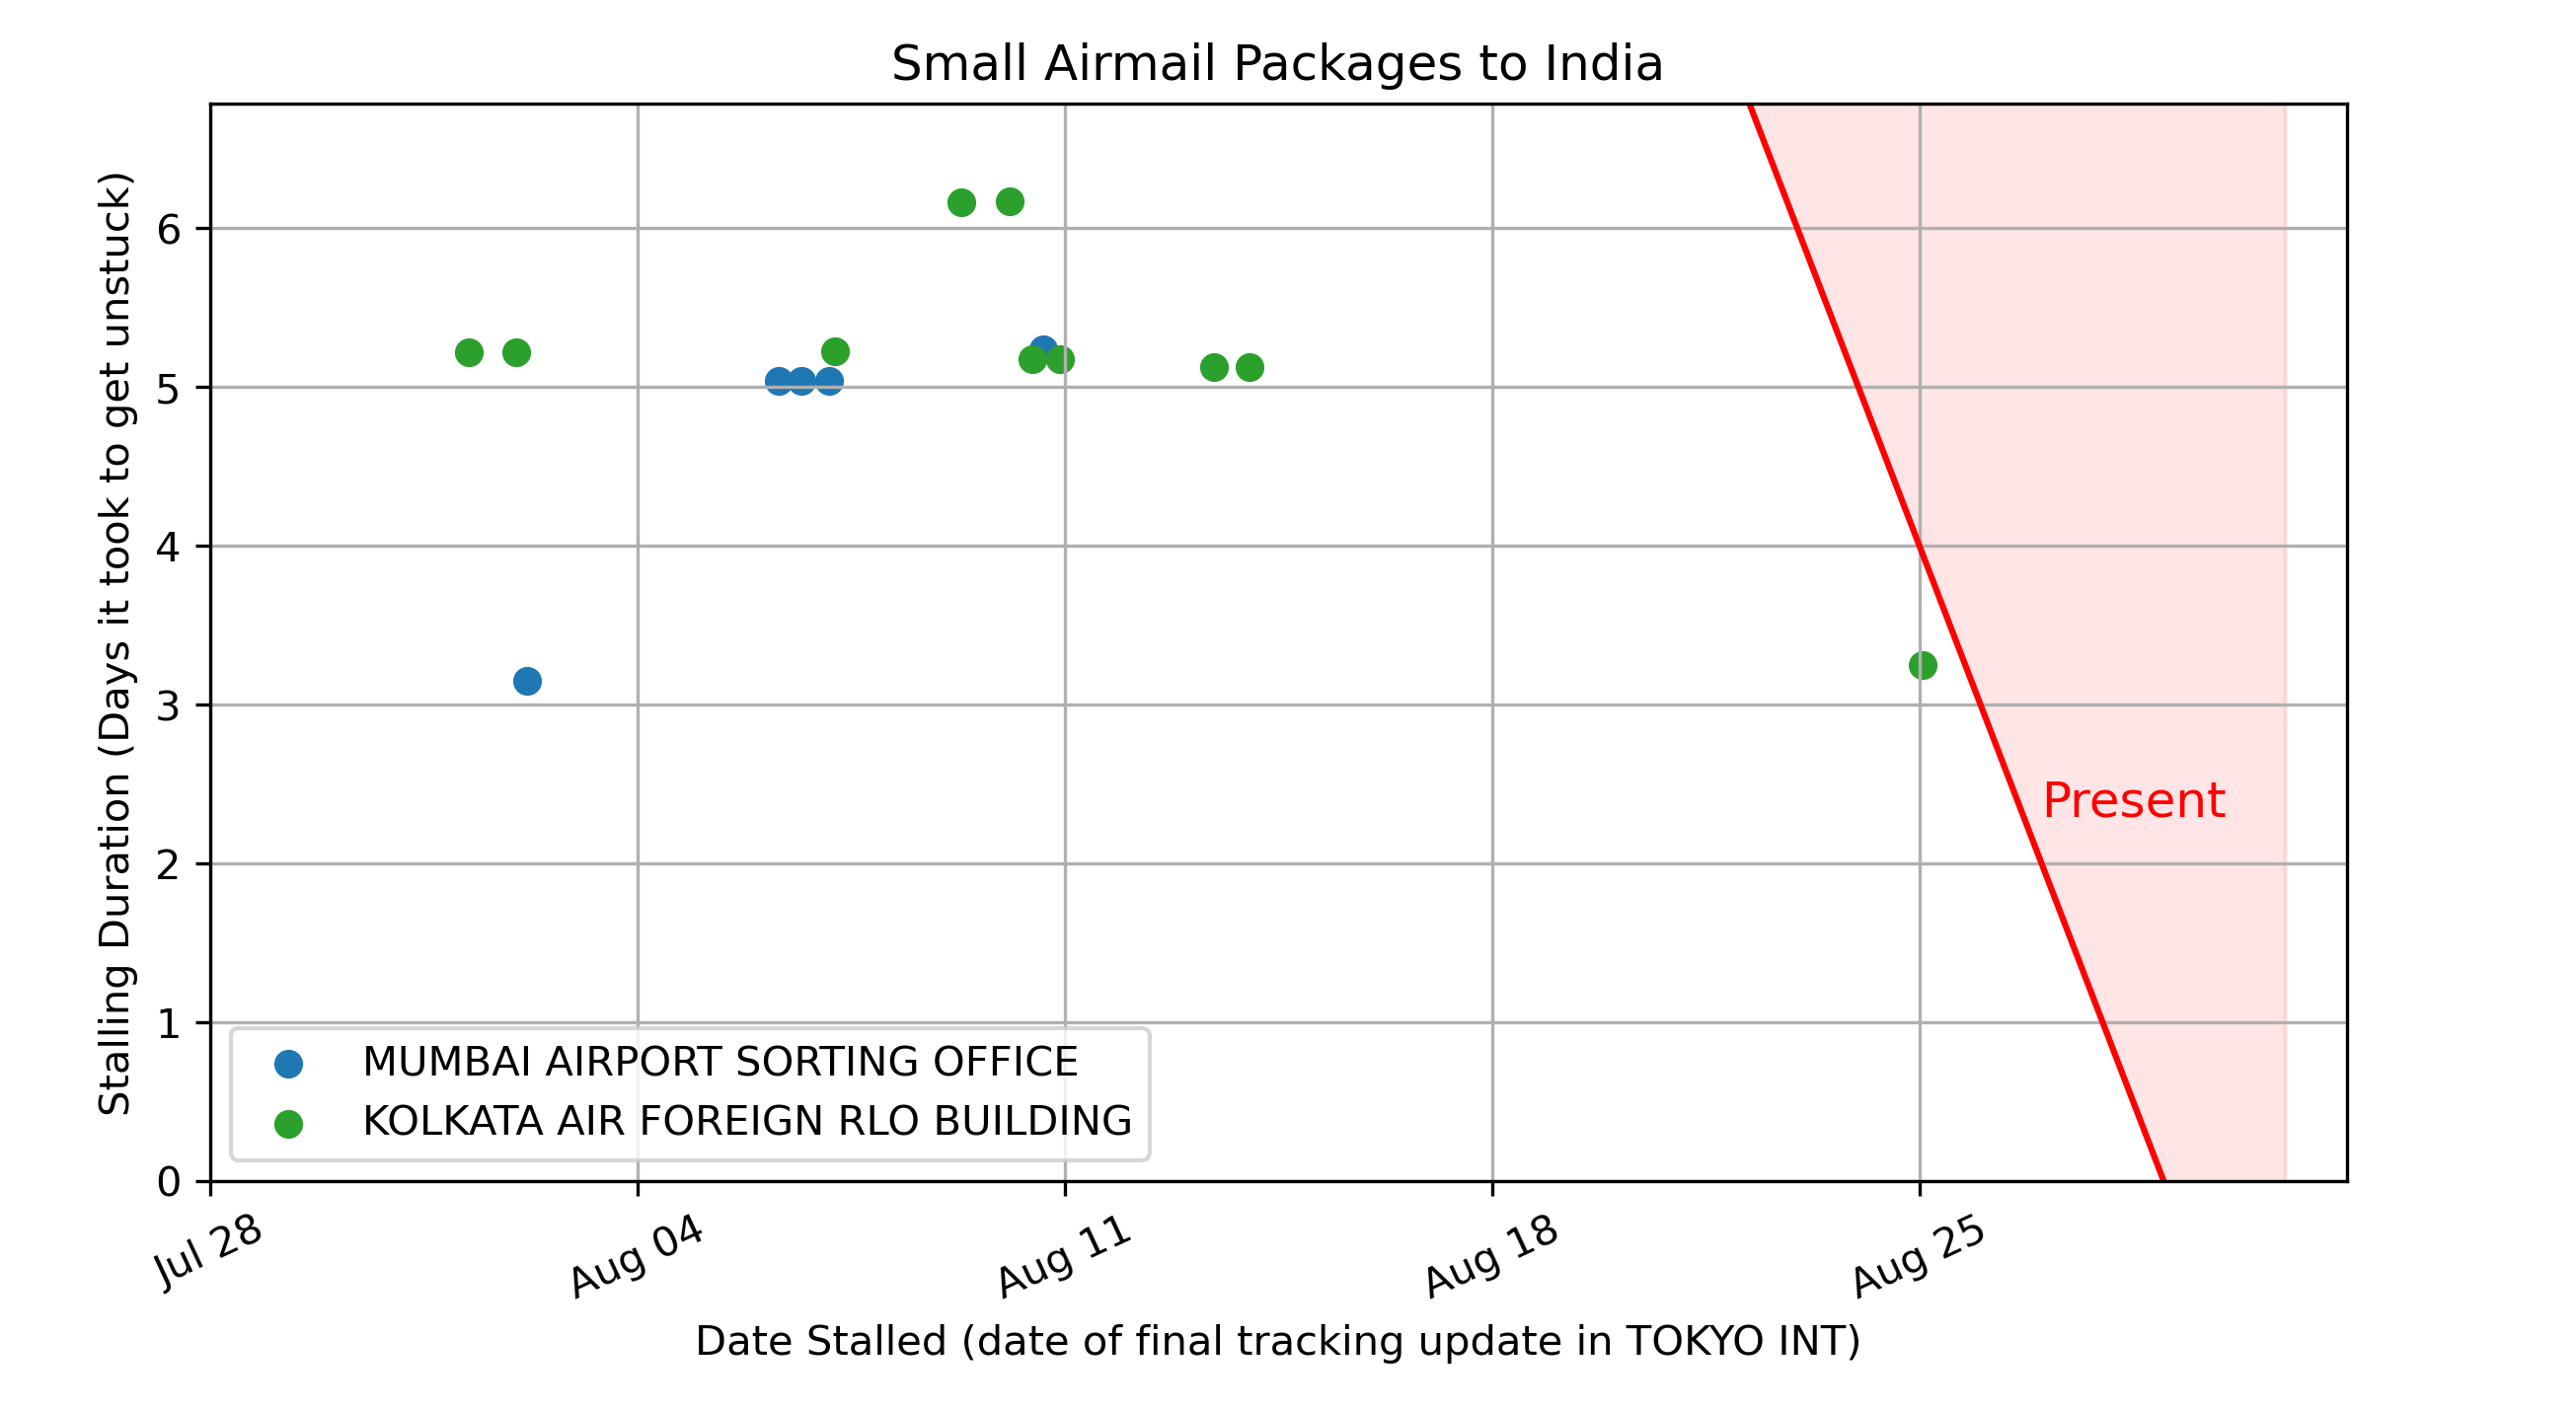 Small Airmail Packages to India
Stalling Duration (Days it took to get unstuck)
6
5
4
3
2
1
0
Present
MUMBAI AIRPORT SORTING OFFICE
KOLKATA AIR FOREIGN RLO BUILDING
Jul 28
Aug 04
Aug 11
Aug 18
Aug 25
Date Stalled (date of final tracking update in TOKYO INT)